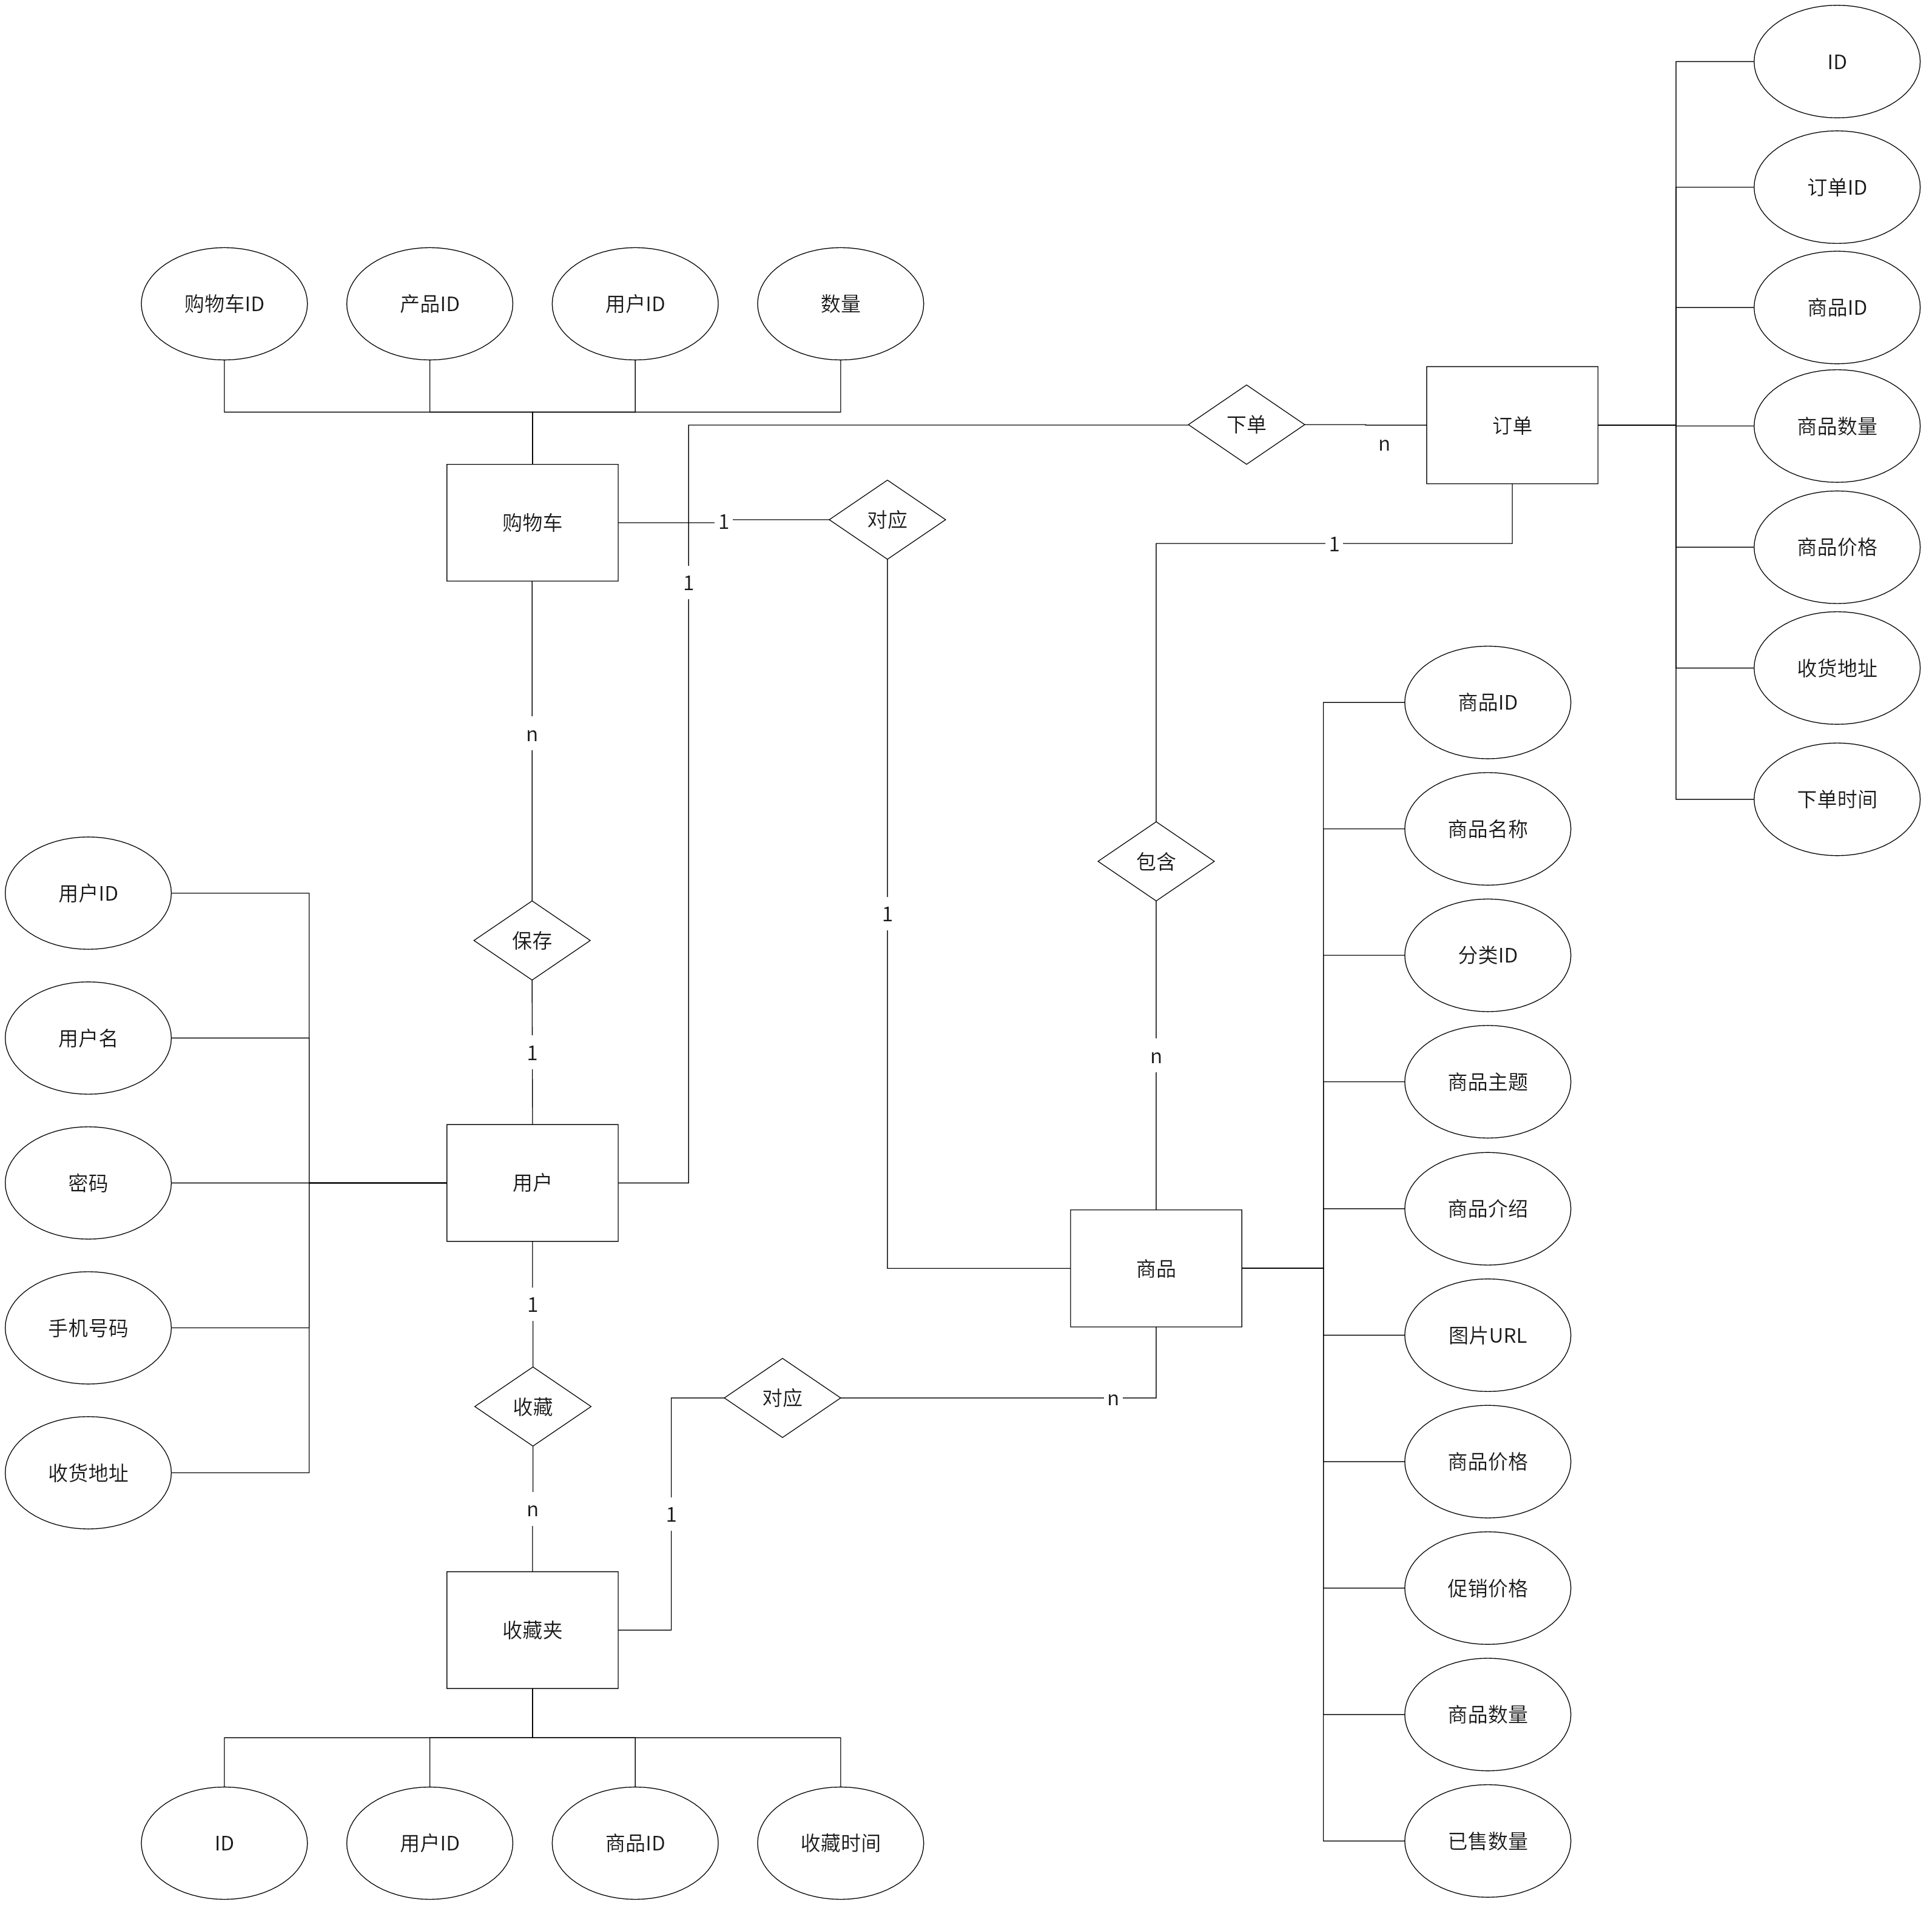 ID
订单ID
购物车ID
产品ID
用户ID
数量
商品ID
下单
n
订单
商品数量
购物车
1
对应
1
商品价格
1
收货地址
商品ID
n
下单时间
商品名称
包含
用户ID
1
保存
分类ID
用户名
1
n
商品主题
密码
用户
商品介绍
商品
1
手机号码
图片URL
收藏
对应
n
商品价格
收货地址
n
1
促销价格
收藏夹
商品数量
ID
用户ID
商品ID
收藏时间
已售数量